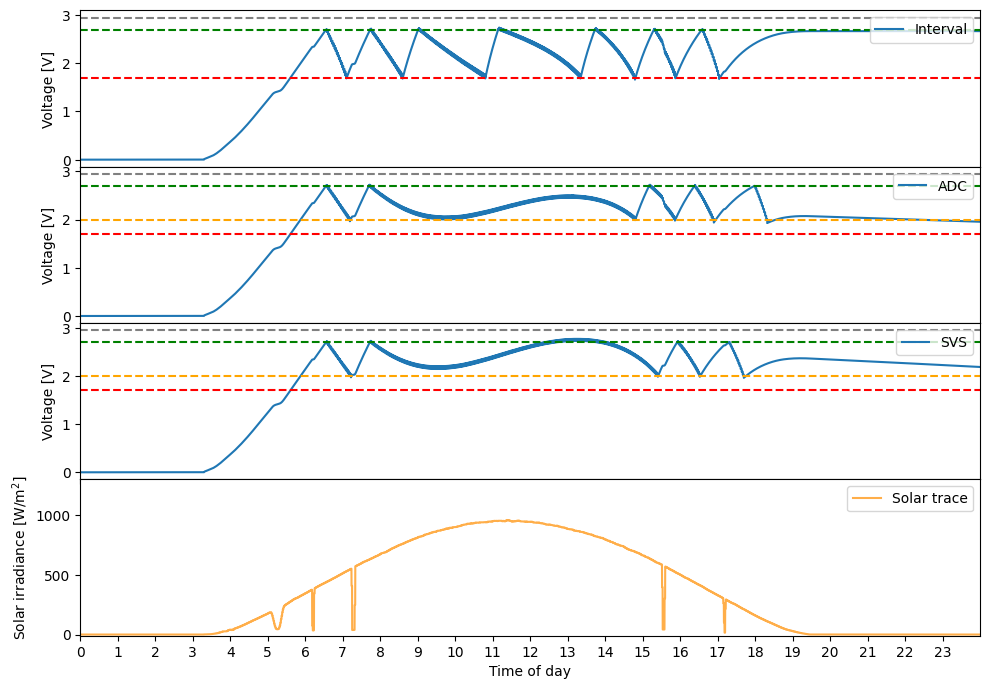 3
2
1
0
Voltage [V]
Interval
3
2
1
0
Voltage [V]
ADC
3
2
1
0
Voltage [V]
SVS
1000
500
0
Solar irradiance [W/m²]
Solar trace
0 1 2 3 4 5 6 7 8 9 10 11 12 13 14 15 16 17 18 19 20 21 22 23
Time of day